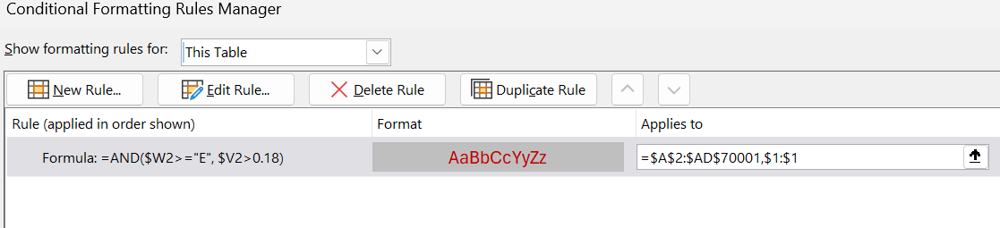 Conditional Formatting Rules Manager
Show formatting rules for: This Table
New Rule... Edit Rule... Delete Rule Duplicate Rule
Rule (applied in order shown) Format Applies to
Formula: =AND($W2>="E", $V2>0.18) AaBbCcYyZz =$A$2:$AD$70001,$1:$1